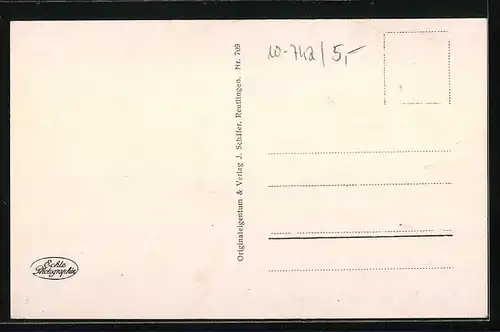 10-742 / 5,-
Originaleigentum & Verlag J. Schäfer, Reutlingen. Nr. 709
Echte
Photographie